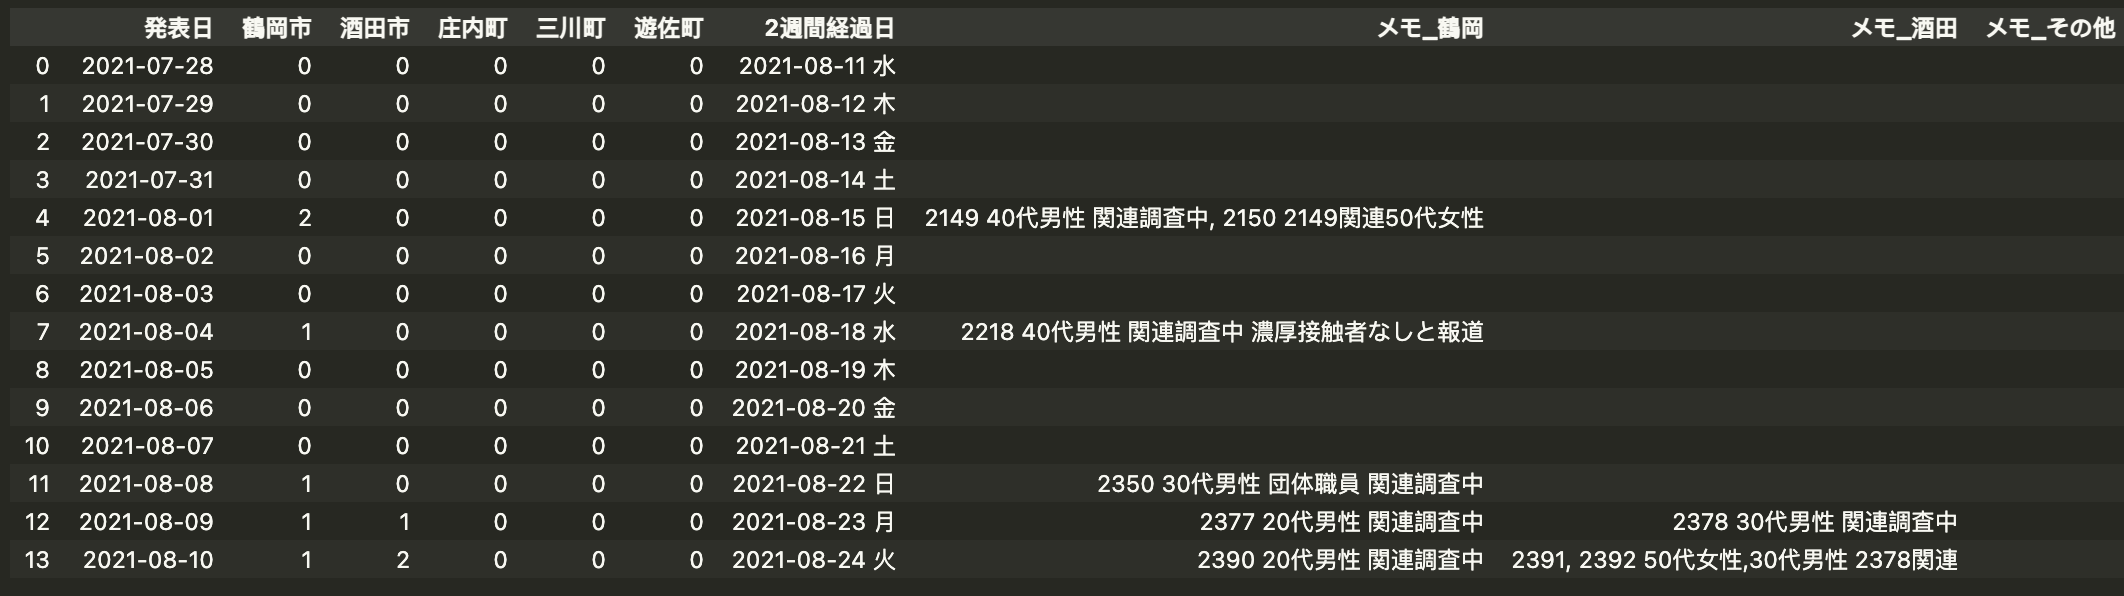 発表日 鶴岡市 酒田市 庄内町 三川町 遊佐町 2週間経過日 メモ_鶴岡 メモ_酒田 メモ_その他
0 2021-07-28 0 0 0 0 0 2021-08-11 水
1 2021-07-29 0 0 0 0 0 2021-08-12 木
2 2021-07-30 0 0 0 0 0 2021-08-13 金
3 2021-07-31 0 0 0 0 0 2021-08-14 土
4 2021-08-01 2 0 0 0 0 2021-08-15 日 2149 40代男性 関連調査中, 2150 2149関連50代女性
5 2021-08-02 0 0 0 0 0 2021-08-16 月
6 2021-08-03 0 0 0 0 0 2021-08-17 火
7 2021-08-04 1 0 0 0 0 2021-08-18 水 2218 40代男性 関連調査中 濃厚接触者なしと報道
8 2021-08-05 0 0 0 0 0 2021-08-19 木
9 2021-08-06 0 0 0 0 0 2021-08-20 金
10 2021-08-07 0 0 0 0 0 2021-08-21 土
11 2021-08-08 1 0 0 0 0 2021-08-22 日 2350 30代男性 団体職員 関連調査中
12 2021-08-09 1 1 0 0 0 2021-08-23 月 2377 20代男性 関連調査中 2378 30代男性 関連調査中
13 2021-08-10 1 2 0 0 0 2021-08-24 火 2390 20代男性 関連調査中 2391, 2392 50代女性,30代男性 2378関連